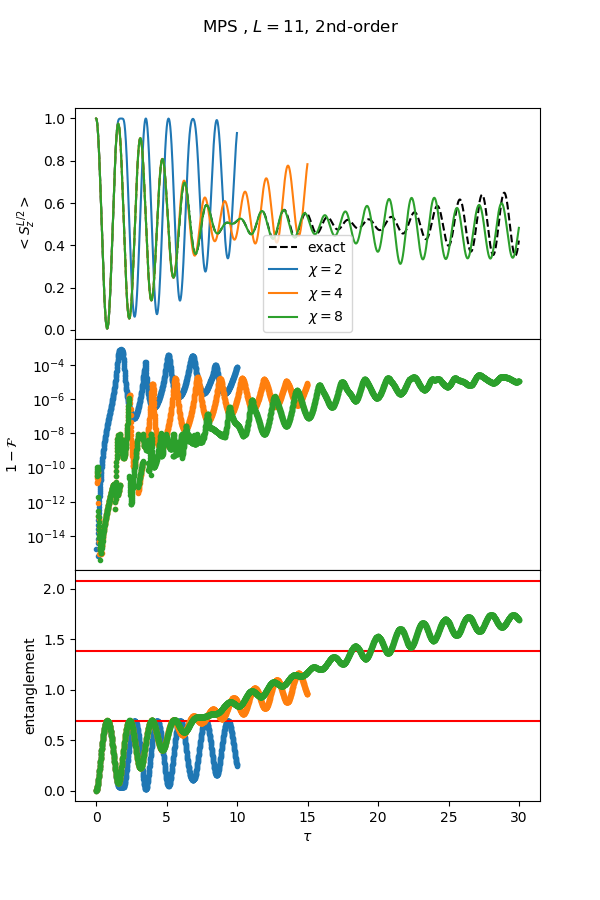 MPS , L = 11, 2nd-order
1.0
0.8
0.6
0.4
0.2
0.0
< S_z^{L/2} >
exact
χ = 2
χ = 4
χ = 8
10^{-4}
10^{-6}
10^{-8}
10^{-10}
10^{-12}
10^{-14}
1 − ℱ
2.0
1.5
1.0
0.5
0.0
entanglement
0 5 10 15 20 25 30
τ